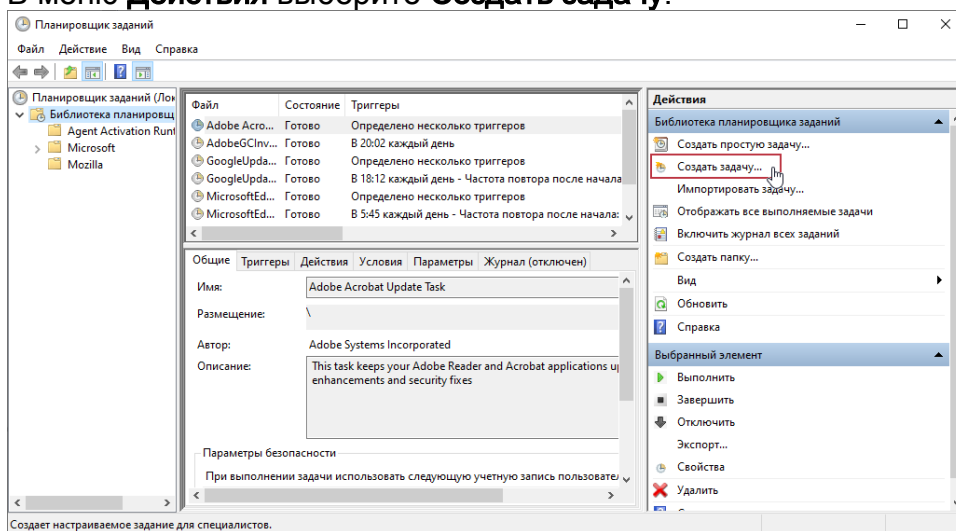 В меню Действия выберите Создать задачу.
Планировщик заданий
Файл Действие Вид Справка
Планировщик заданий (Лок
Библиотека планировщ
Agent Activation Runt
Microsoft
Mozilla
Файл Состояние Триггеры
Adobe Acro... Готово Определено несколько триггеров
AdobeGCInv... Готово В 20:02 каждый день
GoogleUpda... Готово Определено несколько триггеров
GoogleUpda... Готово В 18:12 каждый день - Частота повтора после начала
MicrosoftEd... Готово Определено несколько триггеров
MicrosoftEd... Готово В 5:45 каждый день - Частота повтора после начала:
Общие Триггеры Действия Условия Параметры Журнал (отключен)
Имя: Adobe Acrobat Update Task
Размещение: \
Автор: Adobe Systems Incorporated
Описание: This task keeps your Adobe Reader and Acrobat applications
enhancements and security fixes
Параметры безопасности
При выполнении задачи использовать следующую учетную запись
Действия
Библиотека планировщика заданий
Создать простую задачу...
Создать задачу...
Импортировать задачу...
Отображать все выполняемые задачи
Включить журнал всех заданий
Создать папку...
Вид
Обновить
Справка
Выбранный элемент
Выполнить
Завершить
Отключить
Экспорт...
Свойства
Удалить
Создает настраиваемое задание для специалистов.